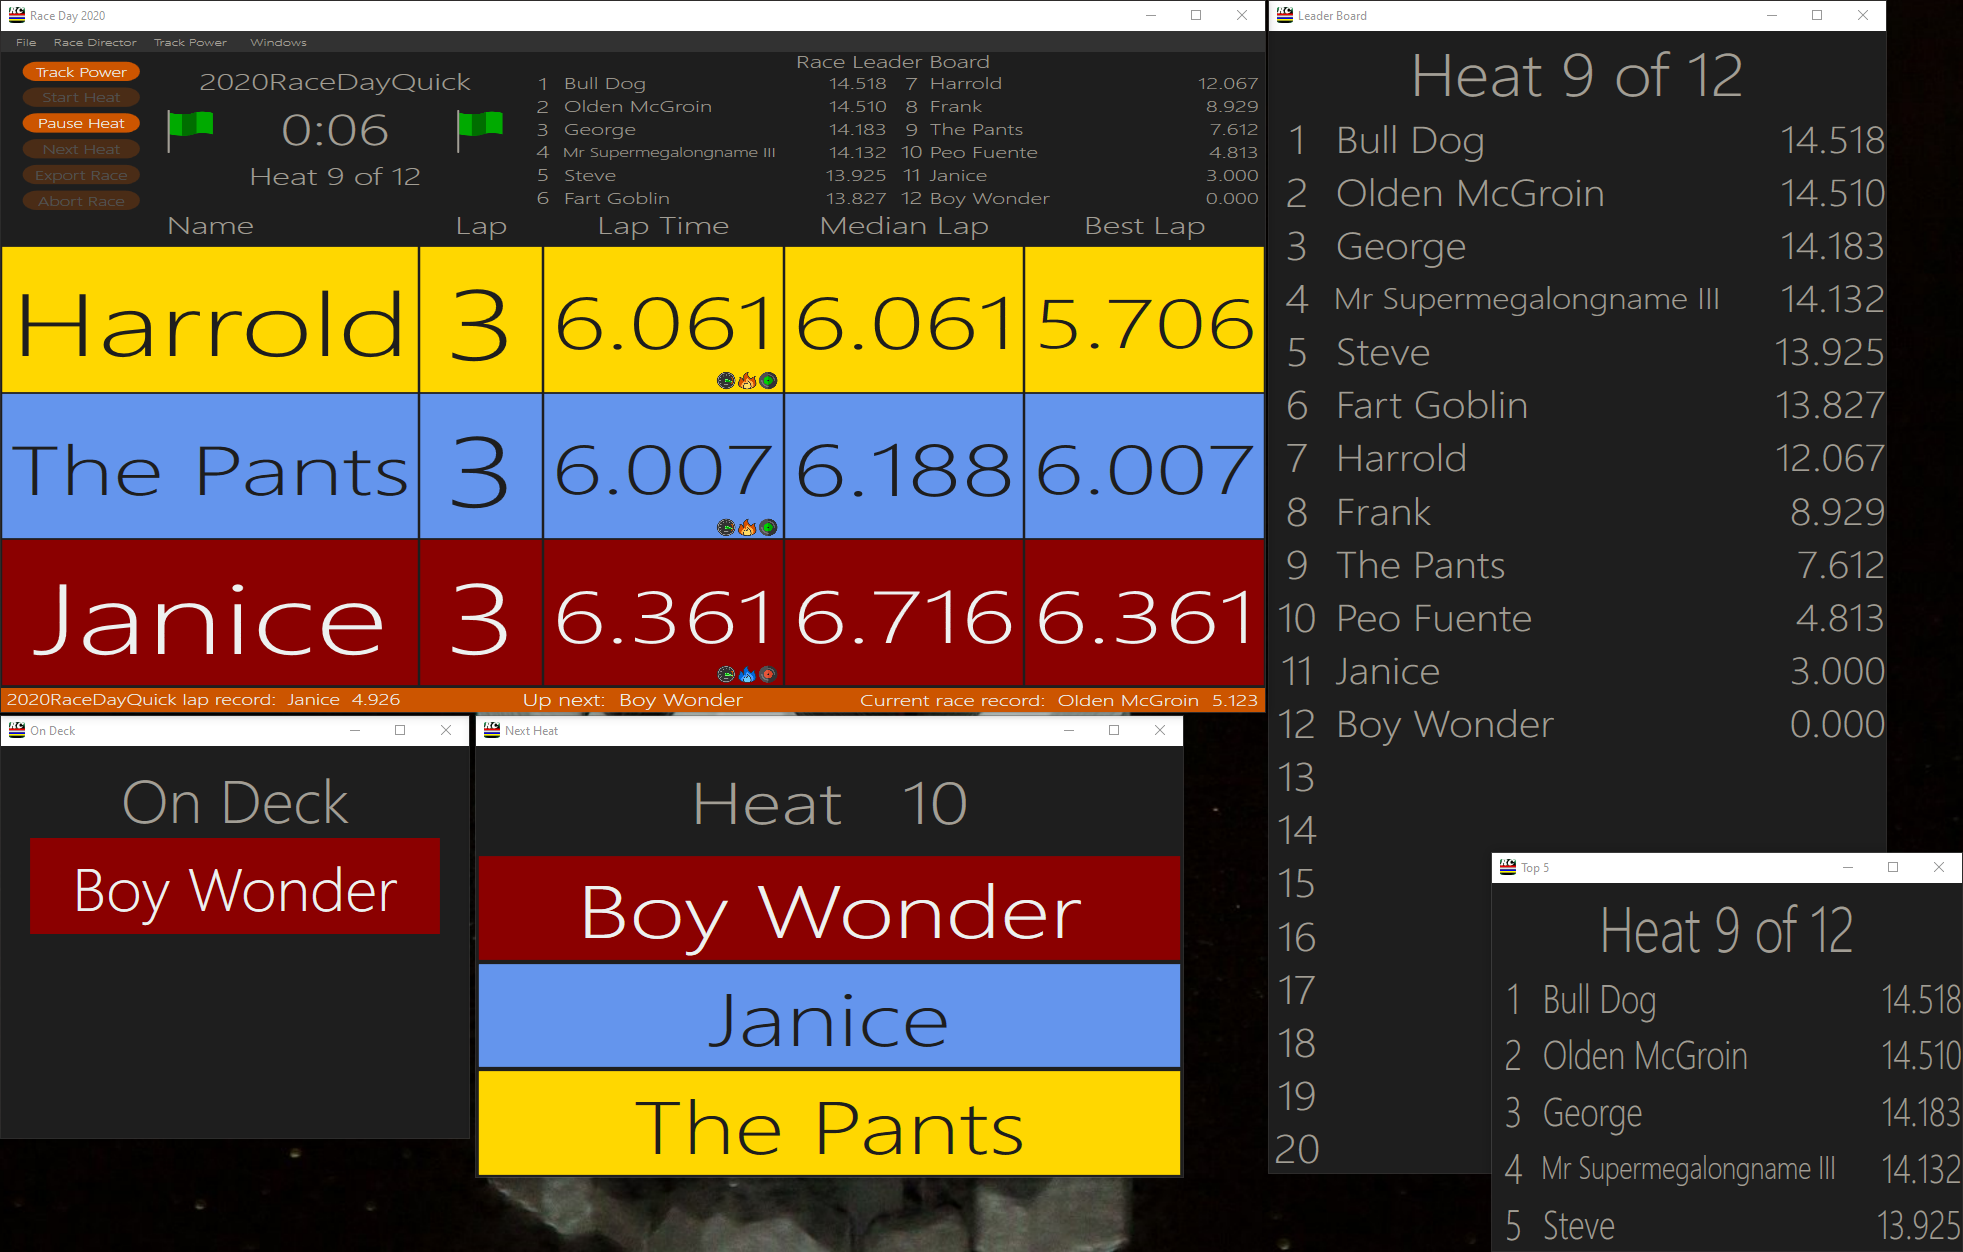 Race Day 2020
File Race Director Track Power Windows
Track Power
Start Heat
Pause Heat
Next Heat
Export Race
Abort Race
2020RaceDayQuick
0:06
Heat 9 of 12
Race Leader Board
1 Bull Dog 14.518 7 Harrold 12.067
2 Olden McGroin 14.510 8 Frank 8.929
3 George 14.183 9 The Pants 7.612
4 Mr Supermegalongname III 14.132 10 Peo Fuente 4.813
5 Steve 13.925 11 Janice 3.000
6 Fart Goblin 13.827 12 Boy Wonder 0.000
Name Lap Lap Time Median Lap Best Lap
Harrold 3 6.061 6.061 5.706
The Pants 3 6.007 6.188 6.007
Janice 3 6.361 6.716 6.361
2020RaceDayQuick lap record: Janice 4.926 Up next: Boy Wonder Current race record: Olden McGroin 5.123
On Deck
On Deck
Boy Wonder
Next Heat
Heat 10
Boy Wonder
Janice
The Pants
Leader Board
Heat 9 of 12
1 Bull Dog 14.518
2 Olden McGroin 14.510
3 George 14.183
4 Mr Supermegalongname III 14.132
5 Steve 13.925
6 Fart Goblin 13.827
7 Harrold 12.067
8 Frank 8.929
9 The Pants 7.612
10 Peo Fuente 4.813
11 Janice 3.000
12 Boy Wonder 0.000
13
14
15
16
17
18
19
20
Top 5
Heat 9 of 12
1 Bull Dog 14.518
2 Olden McGroin 14.510
3 George 14.183
4 Mr Supermegalongname III 14.132
5 Steve 13.925